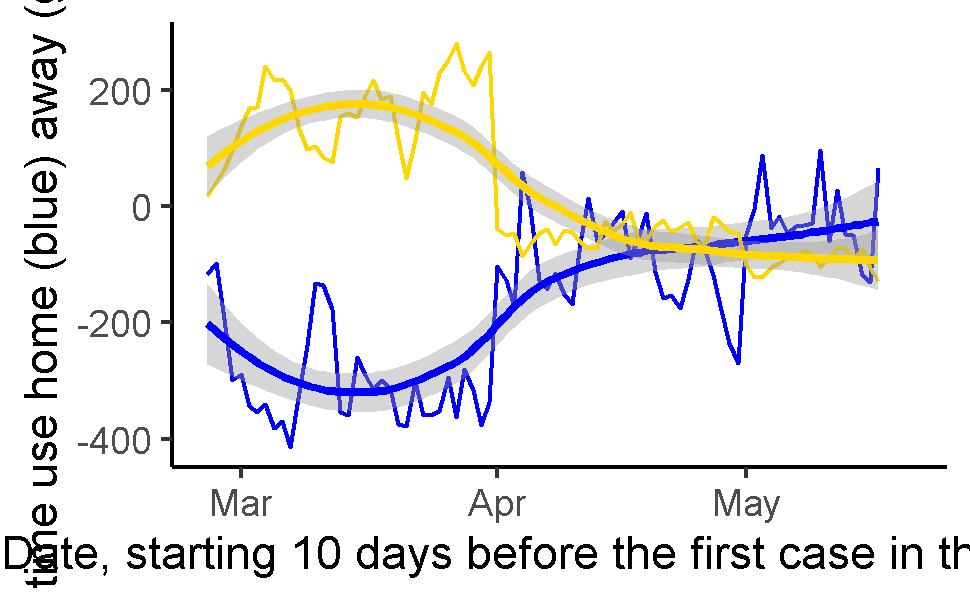 time use home (blue) away (
200
0
-200
-400
Mar
Apr
May
Date, starting 10 days before the first case in th